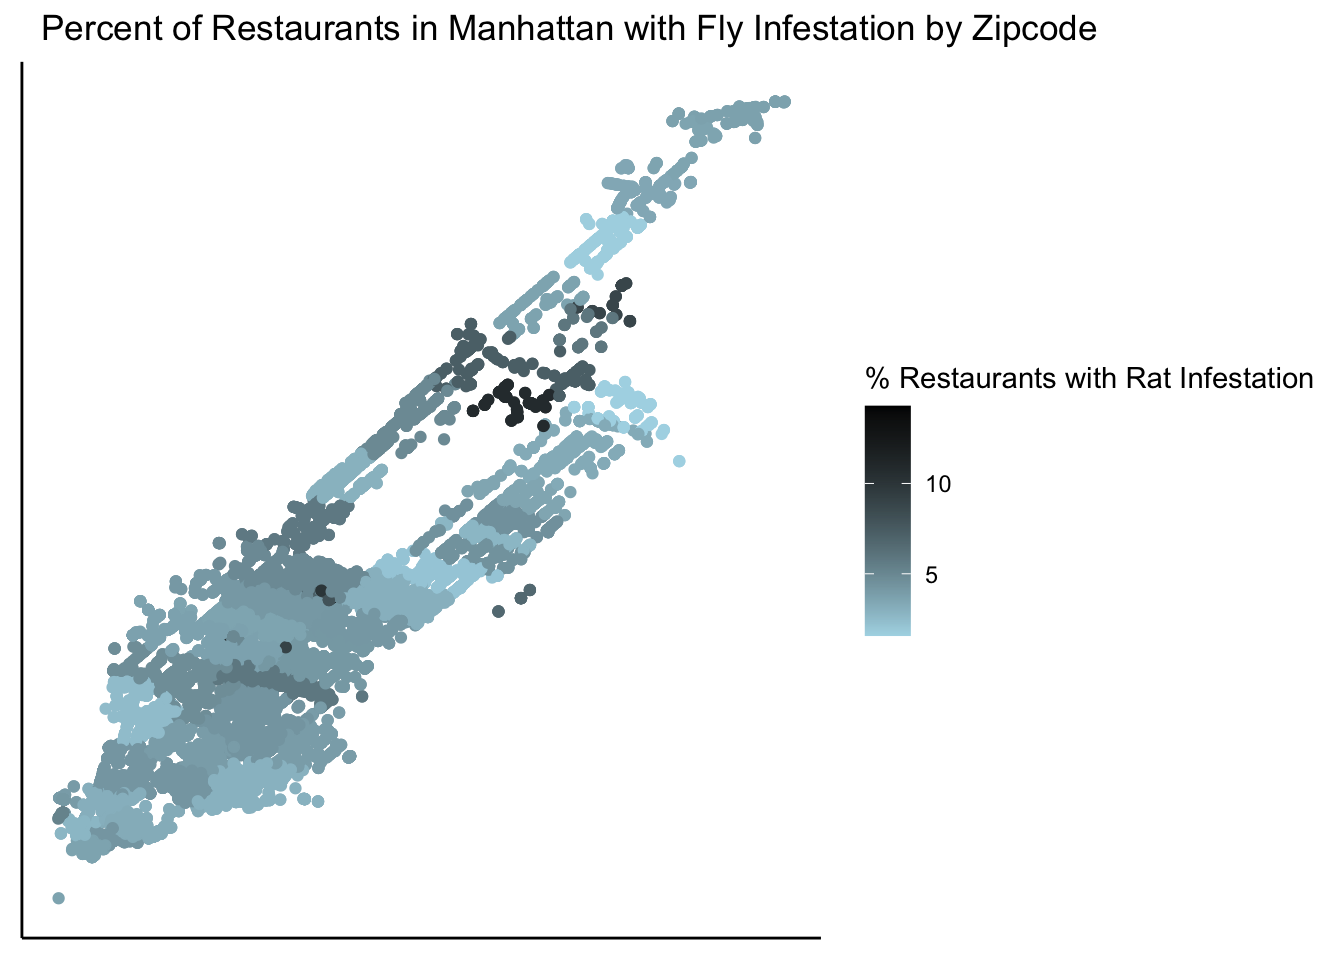 Percent of Restaurants in Manhattan with Fly Infestation by Zipcode
% Restaurants with Rat Infestation
10
5